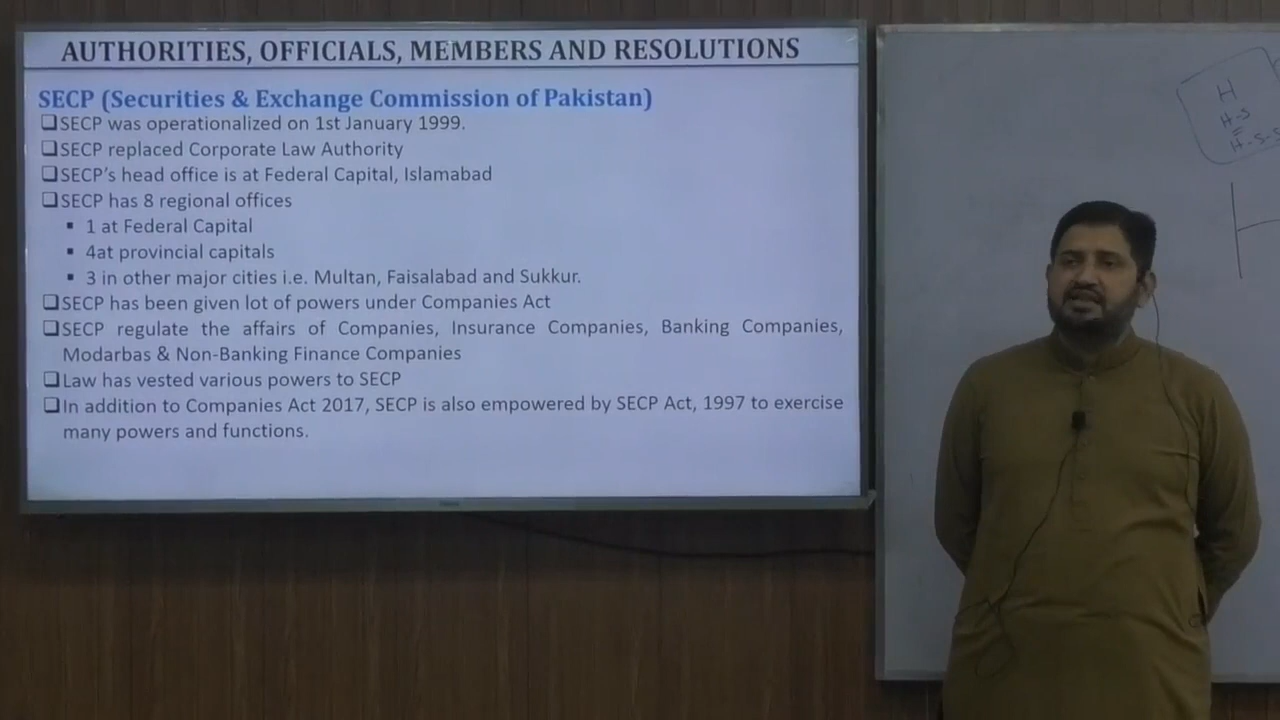 AUTHORITIES, OFFICIALS, MEMBERS AND RESOLUTIONS
SECP (Securities & Exchange Commission of Pakistan)
❑SECP was operationalized on 1st January 1999.
❑SECP replaced Corporate Law Authority
❑SECP's head office is at Federal Capital, Islamabad
❑SECP has 8 regional offices
▪ 1 at Federal Capital
▪ 4at provincial capitals
▪ 3 in other major cities i.e. Multan, Faisalabad and Sukkur.
❑SECP has been given lot of powers under Companies Act
❑SECP regulate the affairs of Companies, Insurance Companies, Banking Companies,
Modarbas & Non-Banking Finance Companies
❑Law has vested various powers to SECP
❑In addition to Companies Act 2017, SECP is also empowered by SECP Act, 1997 to exercise
many powers and functions.
H
H-S
H-S-S